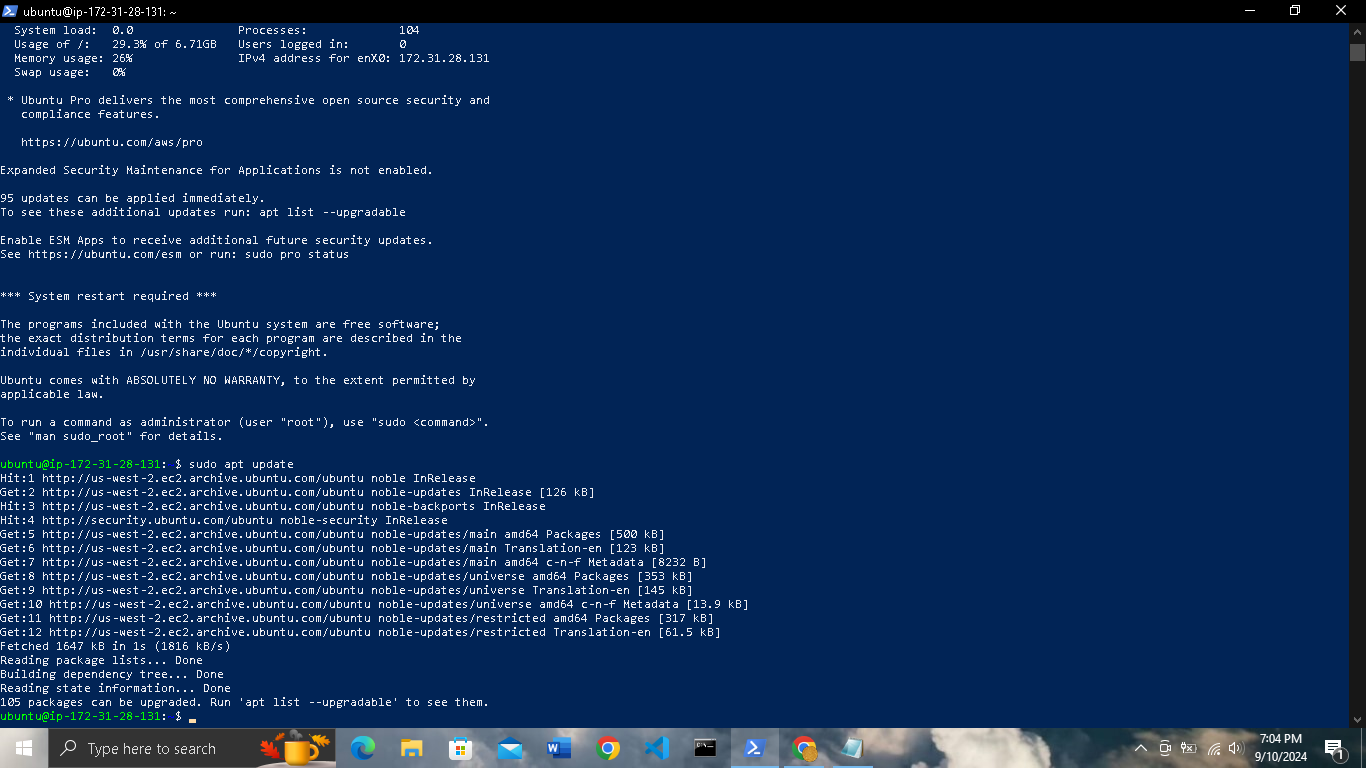 ubuntu@ip-172-31-28-131: ~
System load:  0.0                Processes:             104
Usage of /:   29.3% of 6.71GB   Users logged in:       0
Memory usage: 26%                IPv4 address for enX0: 172.31.28.131
Swap usage:   0%
* Ubuntu Pro delivers the most comprehensive open source security and
compliance features.
https://ubuntu.com/aws/pro
Expanded Security Maintenance for Applications is not enabled.
95 updates can be applied immediately.
To see these additional updates run: apt list --upgradable
Enable ESM Apps to receive additional future security updates.
See https://ubuntu.com/esm or run: sudo pro status
*** System restart required ***
The programs included with the Ubuntu system are free software;
the exact distribution terms for each program are described in the
individual files in /usr/share/doc/*/copyright.
Ubuntu comes with ABSOLUTELY NO WARRANTY, to the extent permitted by
applicable law.
To run a command as administrator (user "root"), use "sudo <command>".
See "man sudo_root" for details.
ubuntu@ip-172-31-28-131:~$ sudo apt update
Hit:1 http://us-west-2.ec2.archive.ubuntu.com/ubuntu noble InRelease
Get:2 http://us-west-2.ec2.archive.ubuntu.com/ubuntu noble-updates InRelease [126 kB]
Hit:3 http://us-west-2.ec2.archive.ubuntu.com/ubuntu noble-backports InRelease
Hit:4 http://security.ubuntu.com/ubuntu noble-security InRelease
Get:5 http://us-west-2.ec2.archive.ubuntu.com/ubuntu noble-updates/main amd64 Packages [500 kB]
Get:6 http://us-west-2.ec2.archive.ubuntu.com/ubuntu noble-updates/main Translation-en [123 kB]
Get:7 http://us-west-2.ec2.archive.ubuntu.com/ubuntu noble-updates/main amd64 c-n-f Metadata [8232 B]
Get:8 http://us-west-2.ec2.archive.ubuntu.com/ubuntu noble-updates/universe amd64 Packages [353 kB]
Get:9 http://us-west-2.ec2.archive.ubuntu.com/ubuntu noble-updates/universe Translation-en [145 kB]
Get:10 http://us-west-2.ec2.archive.ubuntu.com/ubuntu noble-updates/universe amd64 c-n-f Metadata [13.9 kB]
Get:11 http://us-west-2.ec2.archive.ubuntu.com/ubuntu noble-updates/restricted amd64 Packages [317 kB]
Get:12 http://us-west-2.ec2.archive.ubuntu.com/ubuntu noble-updates/restricted Translation-en [61.5 kB]
Fetched 1647 kB in 1s (1816 kB/s)
Reading package lists... Done
Building dependency tree... Done
Reading state information... Done
105 packages can be upgraded. Run 'apt list --upgradable' to see them.
ubuntu@ip-172-31-28-131:~$
Type here to search
7:04 PM
9/10/2024
1